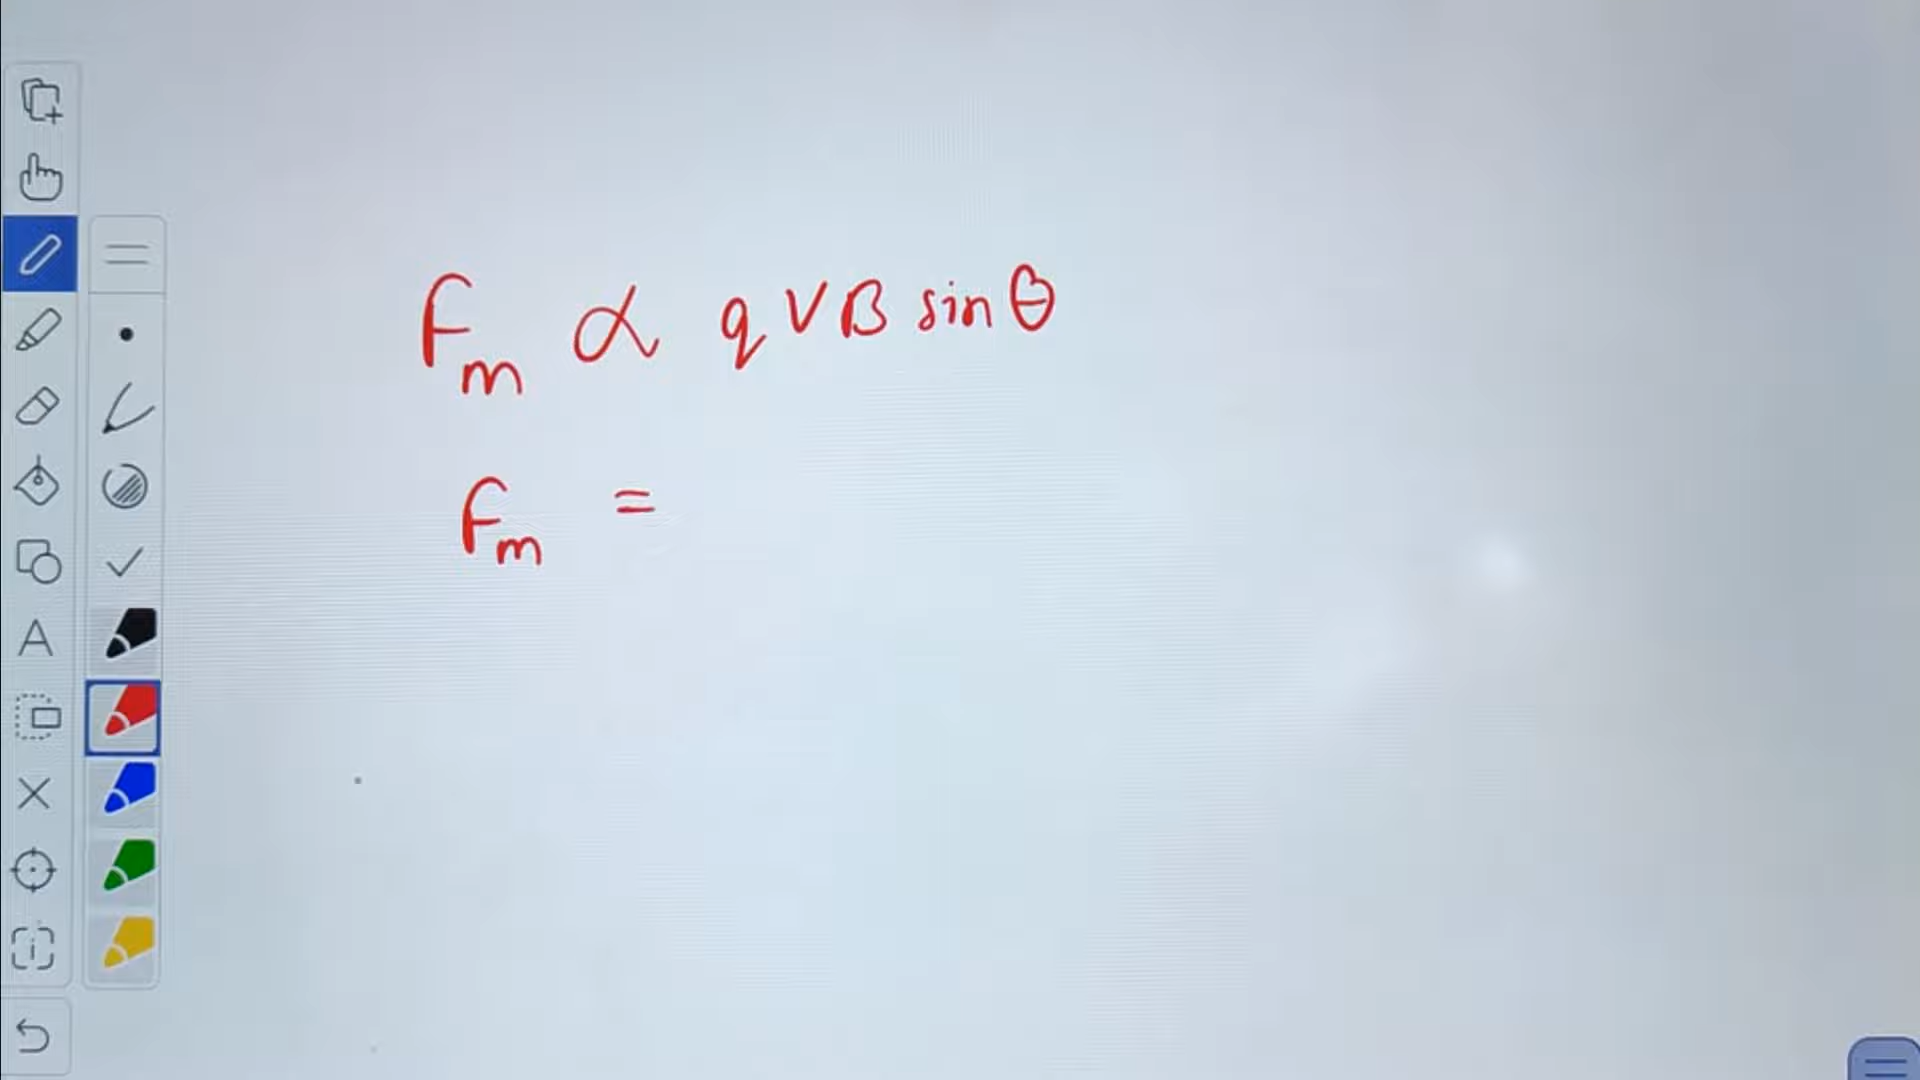 Fm ∝ qVB sinθ
Fm =